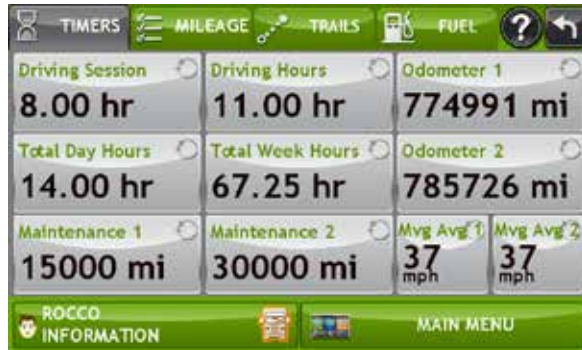 TIMERS MILEAGE TRAILS FUEL ?
Driving Session Driving Hours Odometer 1
8.00 hr 11.00 hr 774991 mi
Total Day Hours Total Week Hours Odometer 2
14.00 hr 67.25 hr 785726 mi
Maintenance 1 Maintenance 2 Mvg Avg 1 Mvg Avg 2
15000 mi 30000 mi 37 mph 37 mph
ROCCO
INFORMATION MAIN MENU